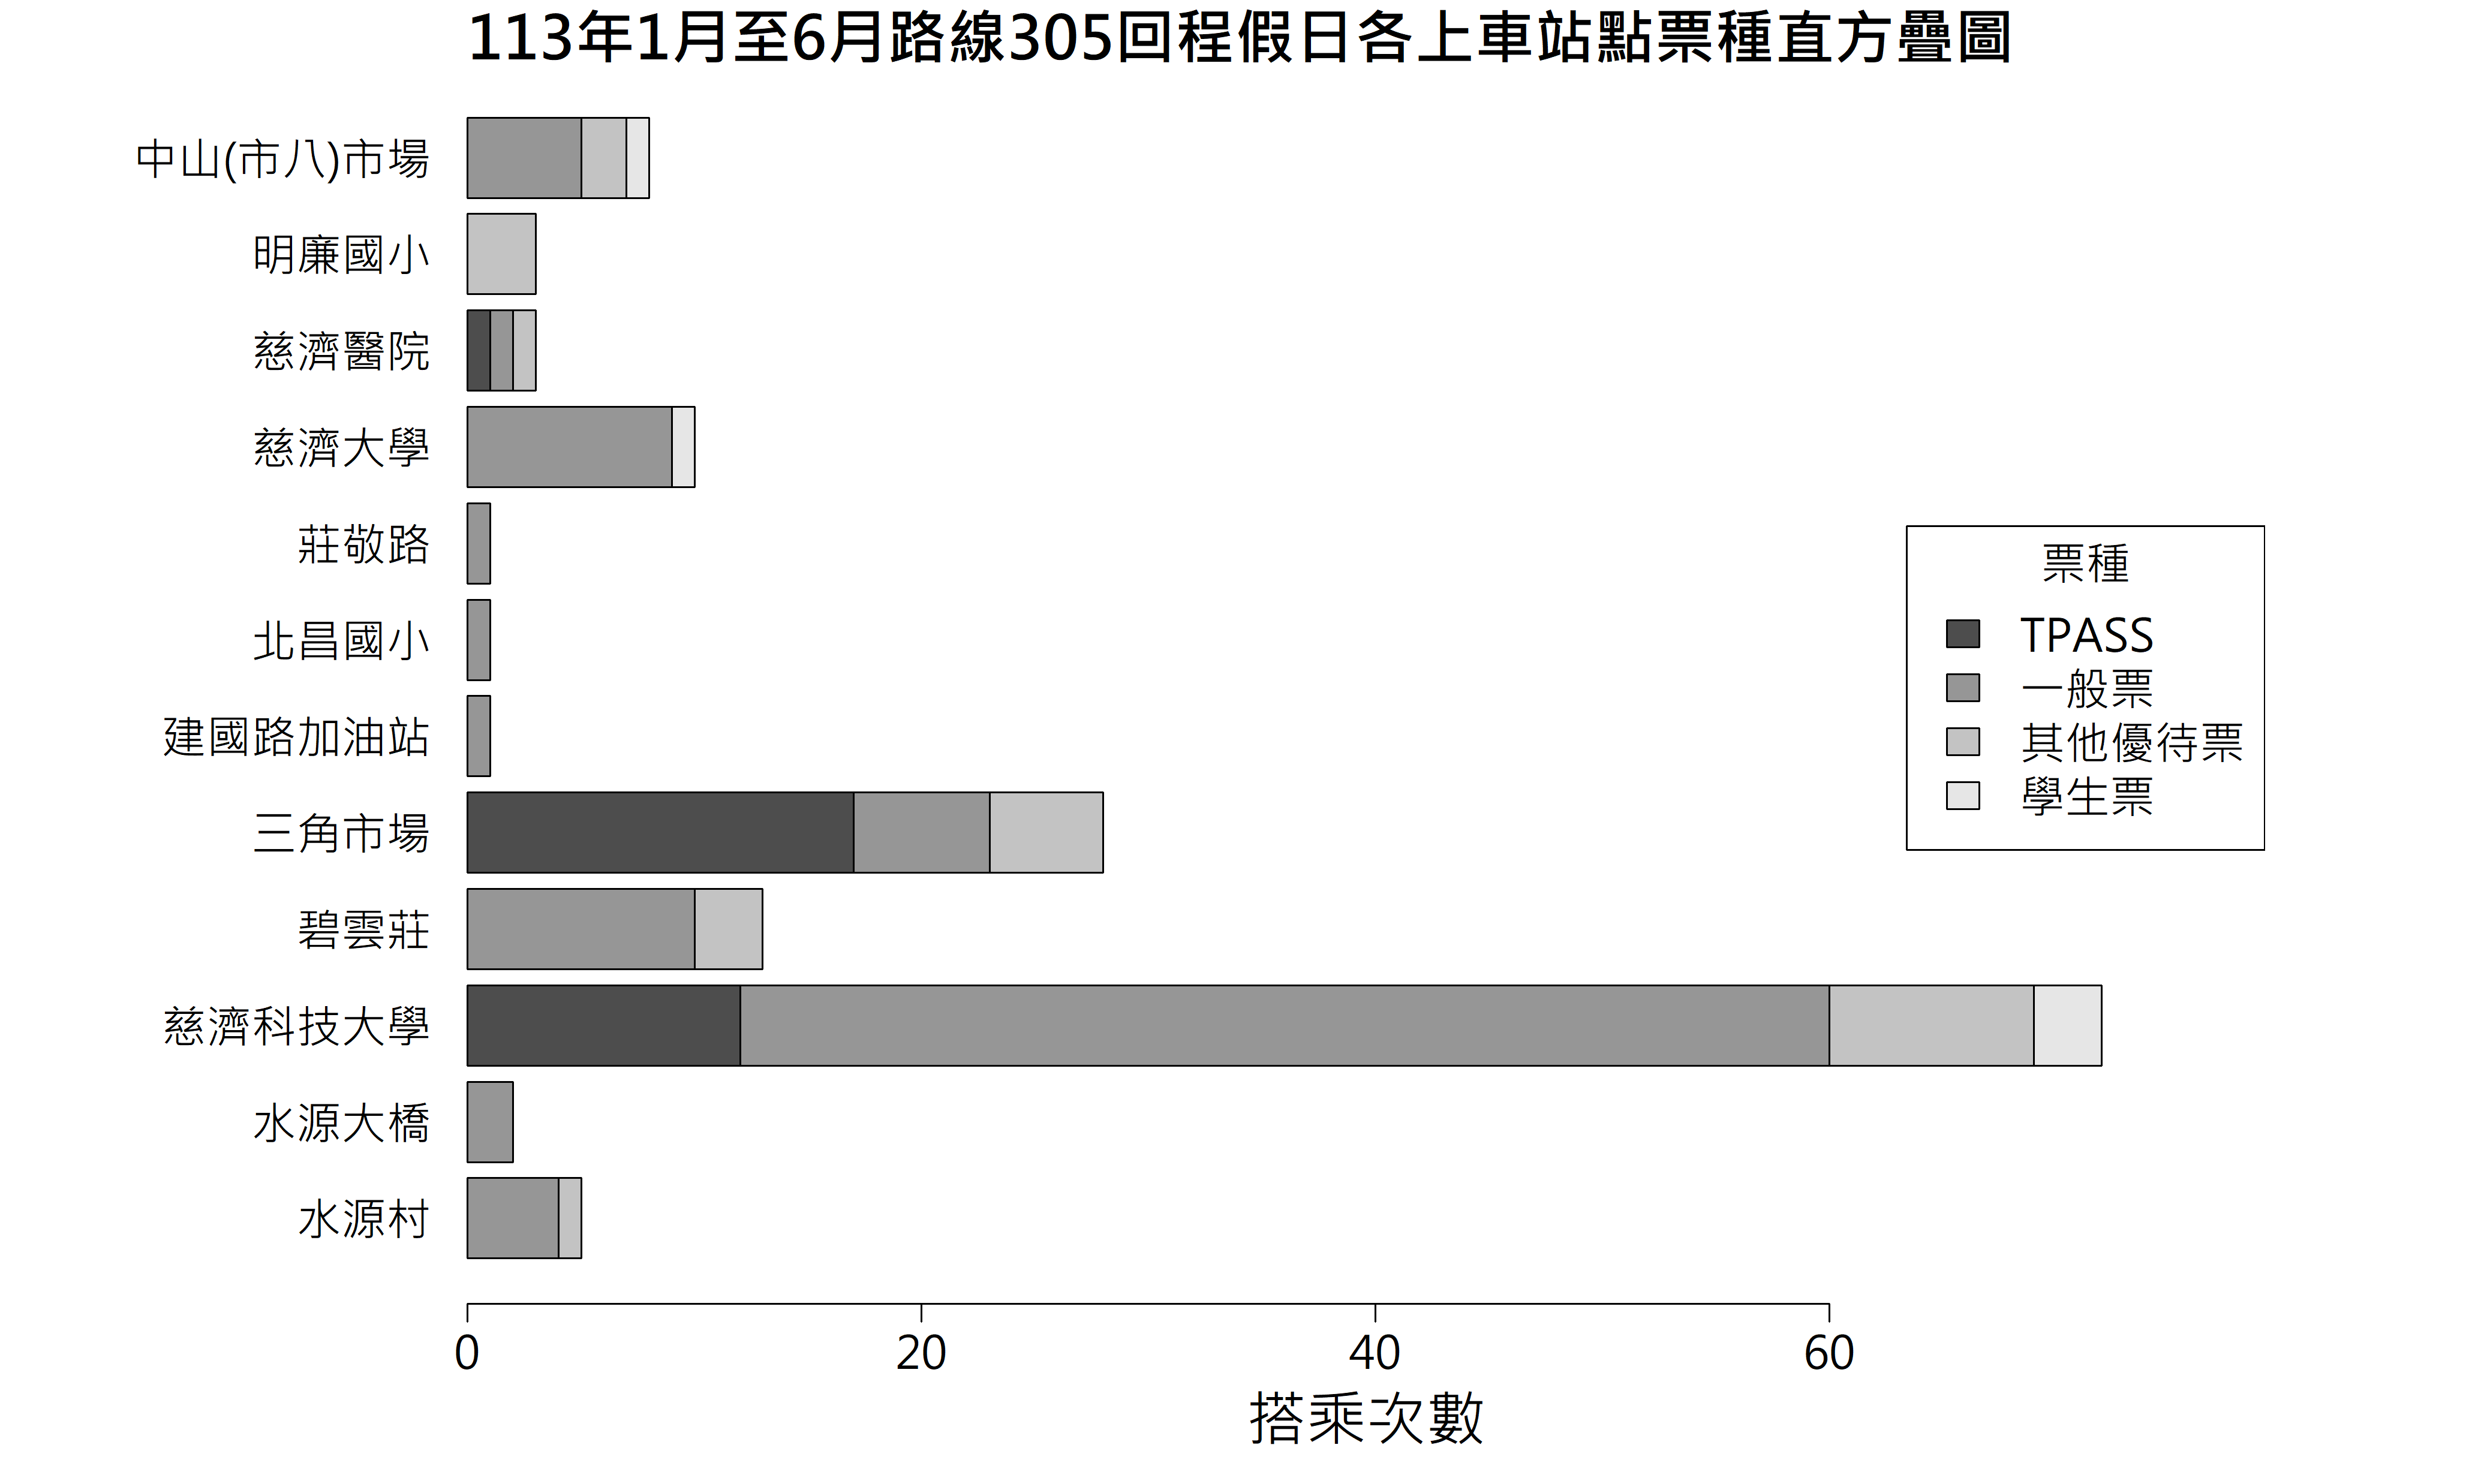 113年1月至6月路線305回程假日各上車站點票種直方疊圖
中山(市八)市場
明廉國小
慈濟醫院
慈濟大學
莊敬路
北昌國小
建國路加油站
三角市場
碧雲莊
慈濟科技大學
水源大橋
水源村
票種
TPASS
一般票
其他優待票
學生票
0 20 40 60
搭乘次數